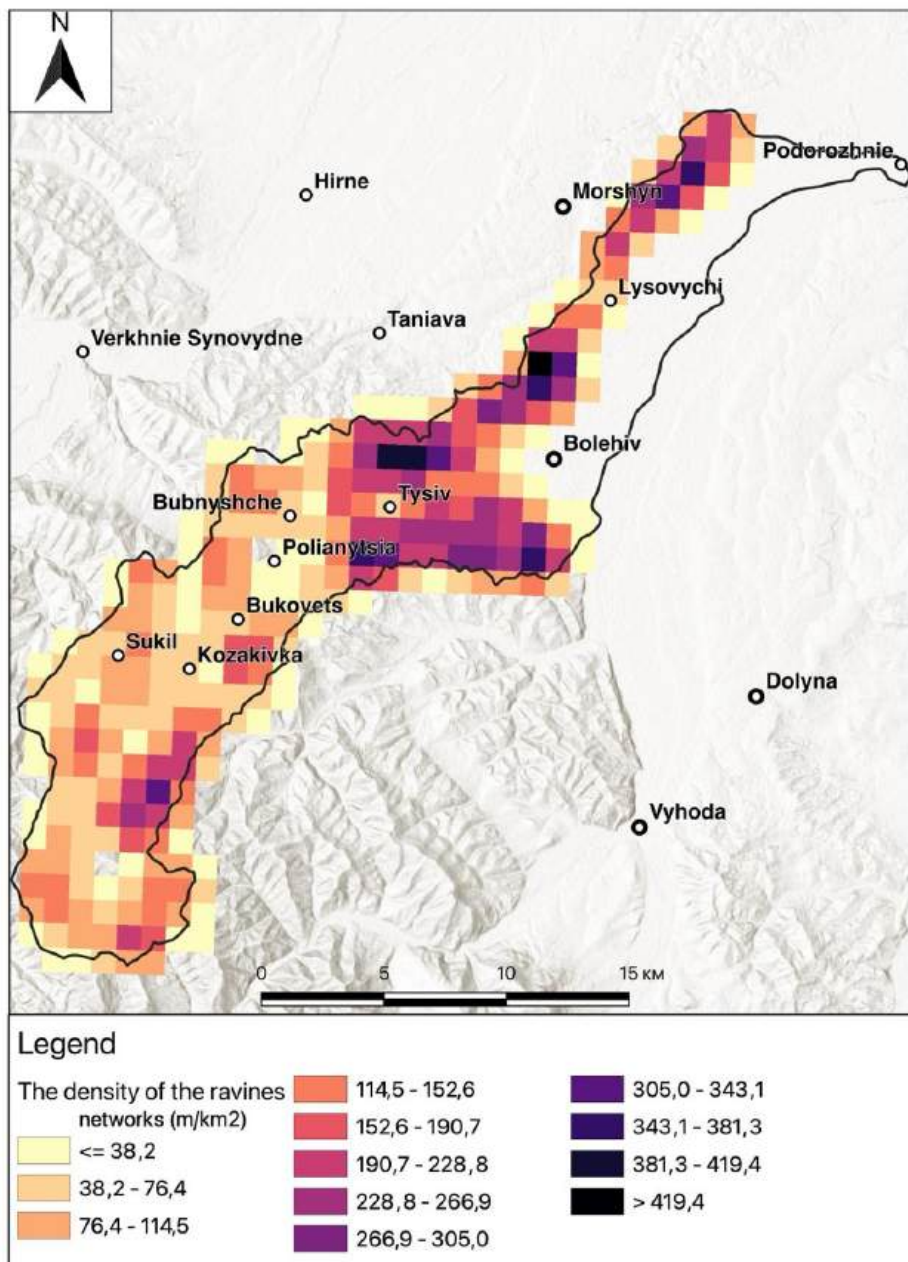 N
Podorozhnie
Hirne
Morshyn
Lysovychi
Taniava
Verkhnie Synovydne
Bolehiv
Tysiv
Bubnyshche
Polianytsia
Bukovets
Sukil
Kozakivka
Dolyna
Vyhoda
0 5 10 15 км
Legend
The density of the ravines
networks (m/km2)
<= 38,2
38,2 - 76,4
76,4 - 114,5
114,5 - 152,6
152,6 - 190,7
190,7 - 228,8
228,8 - 266,9
266,9 - 305,0
305,0 - 343,1
343,1 - 381,3
381,3 - 419,4
> 419,4